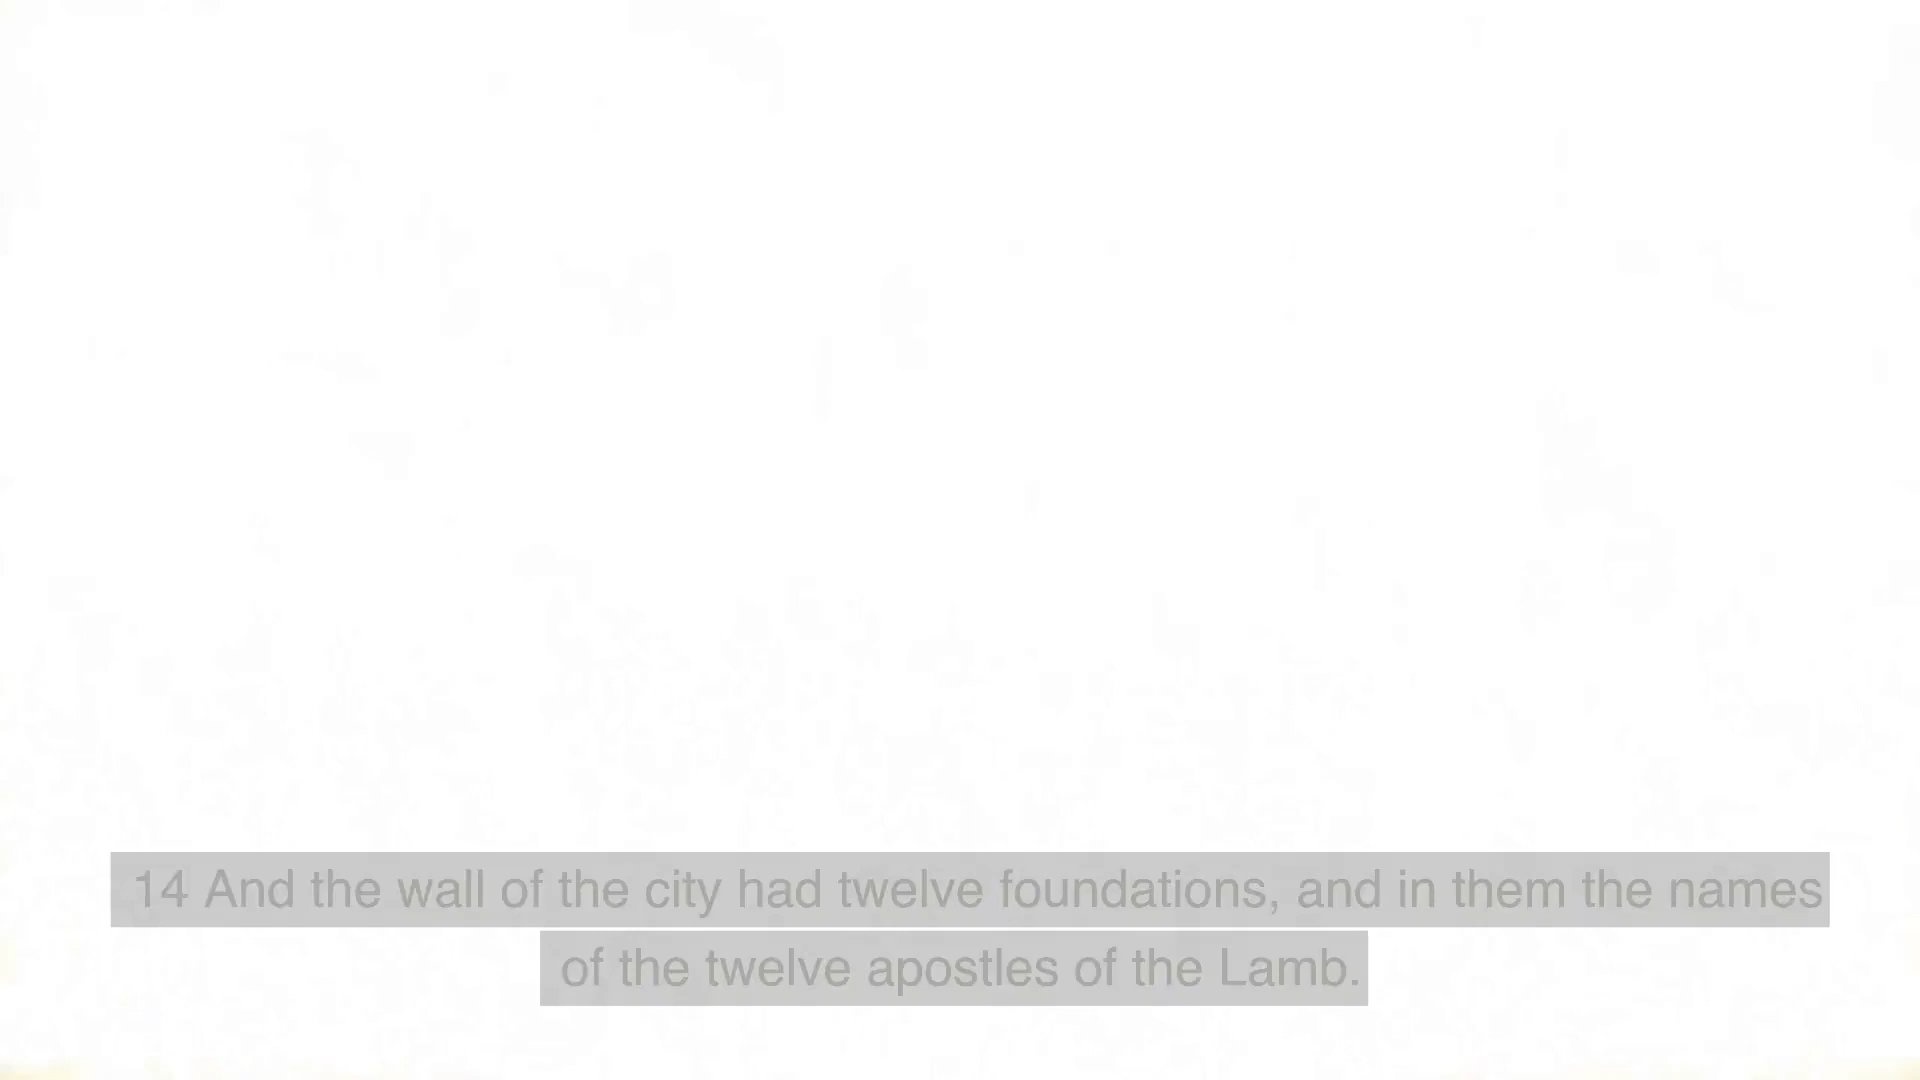 14 And the wall of the city had twelve foundations, and in them the names
of the twelve apostles of the Lamb.